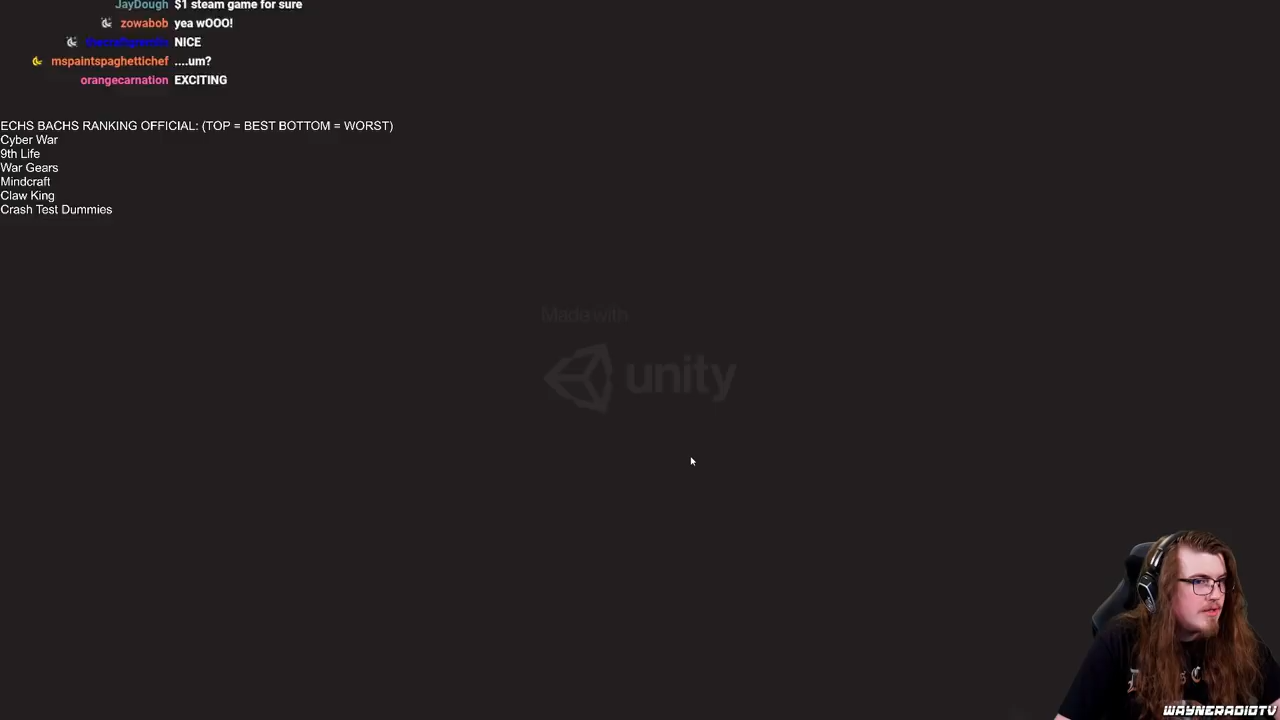 JayDough $1 steam game for sure
zowabob yea wOOO!
NICE
mspaintspaghettichef ....um?
orangecarnation EXCITING
ECHS BACHS RANKING OFFICIAL: (TOP = BEST BOTTOM = WORST)
Cyber War
9th Life
War Gears
Mindcraft
Claw King
Crash Test Dummies
Made with
unity
WAYNERADIOTV